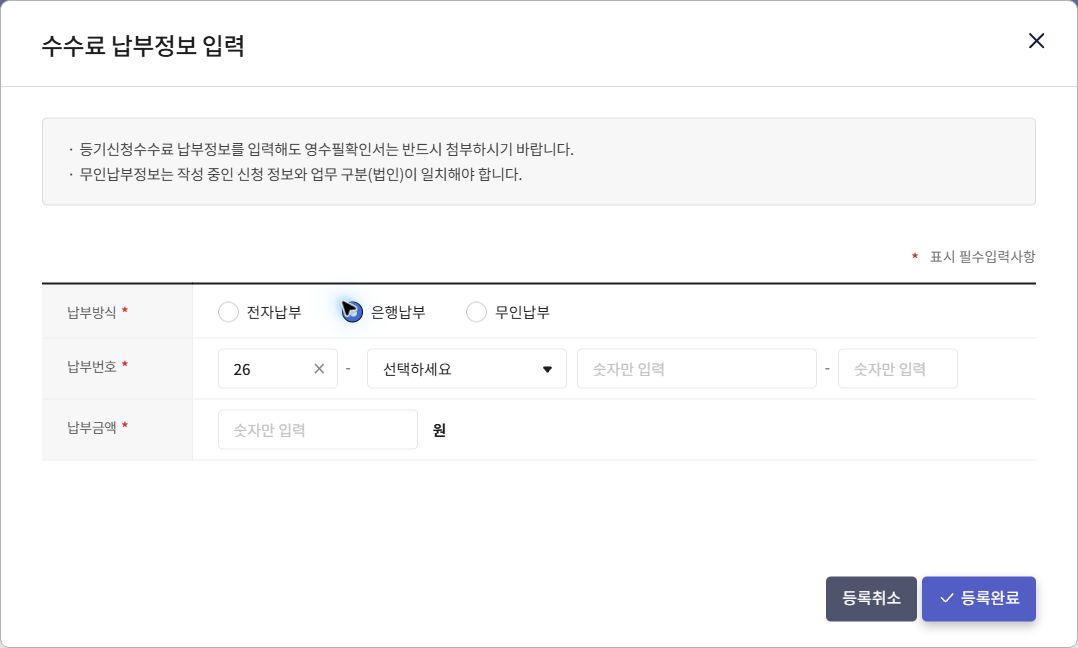 수수료 납부정보 입력
· 등기신청수수료 납부정보를 입력해도 영수필확인서는 반드시 첨부하시기 바랍니다.
· 무인납부정보는 작성 중인 신청 정보와 업무 구분(법인)이 일치해야 합니다.
* 표시 필수입력사항
납부방식 * 전자납부 은행납부 무인납부
납부번호 * 26 - 선택하세요 숫자만 입력 - 숫자만 입력
납부금액 * 숫자만 입력 원
등록취소 등록완료